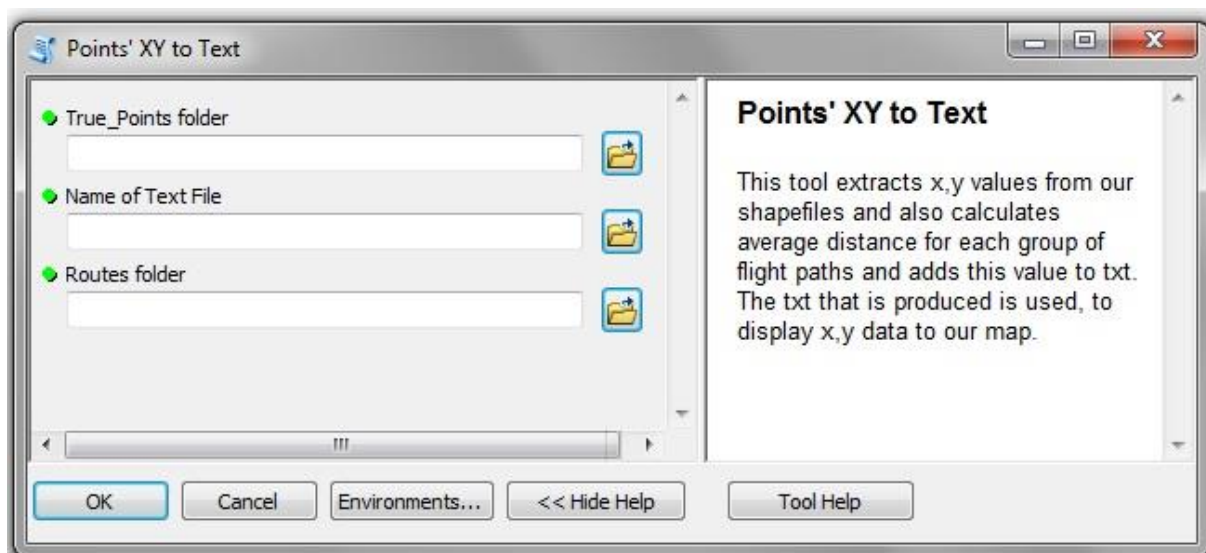 Points' XY to Text
True_Points folder
Name of Text File
Routes folder
Points' XY to Text
This tool extracts x,y values from our
shapefiles and also calculates
average distance for each group of
flight paths and adds this value to txt.
The txt that is produced is used, to
display x,y data to our map.
OK
Cancel
Environments...
<< Hide Help
Tool Help